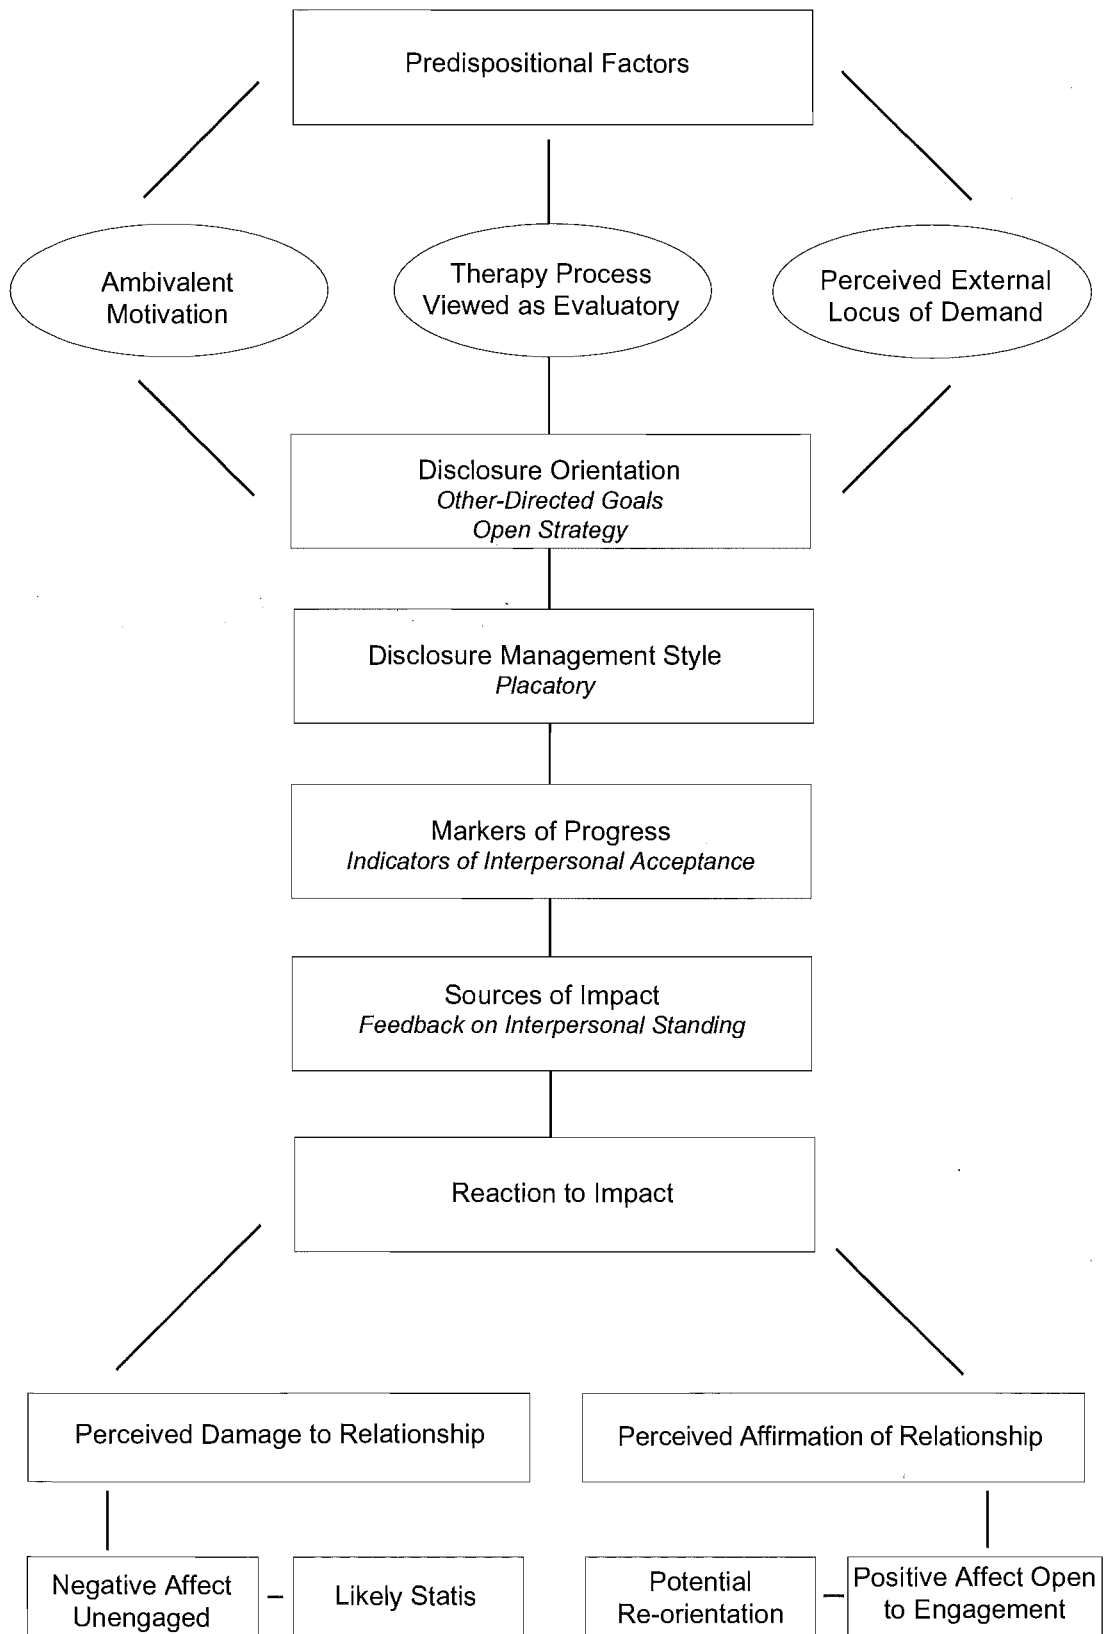 Predispositional Factors
Ambivalent
Motivation
Therapy Process
Viewed as Evaluatory
Perceived External
Locus of Demand
Disclosure Orientation
Other-Directed Goals
Open Strategy
Disclosure Management Style
Placatory
Markers of Progress
Indicators of Interpersonal Acceptance
Sources of Impact
Feedback on Interpersonal Standing
Reaction to Impact
Perceived Damage to Relationship
Perceived Affirmation of Relationship
Negative Affect
Unengaged
Likely Statis
Potential
Re-orientation
Positive Affect Open
to Engagement